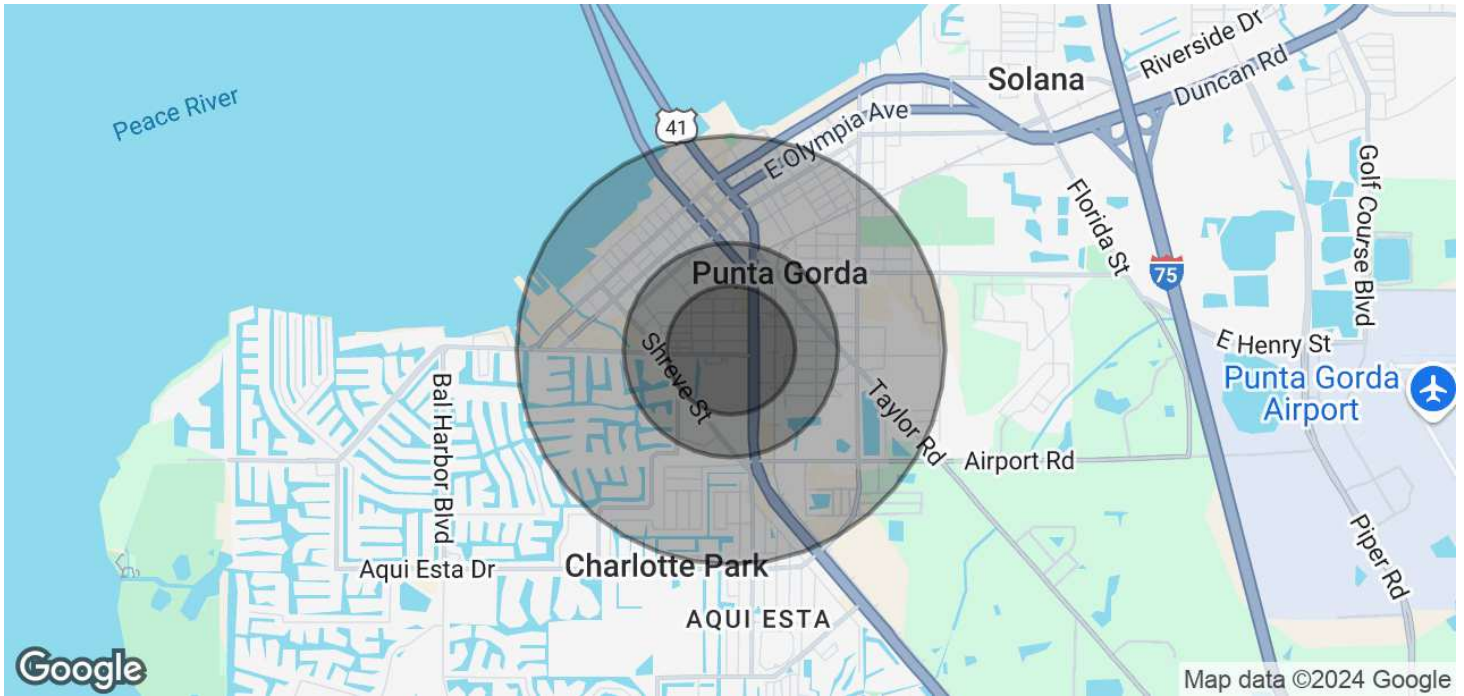 Peace River
41
E Olympia Ave
Solana
Riverside Dr
Duncan Rd
Golf Course Blvd
Florida St
75
Punta Gorda
E Henry St
Punta Gorda
Airport
Shreve St
Taylor Rd
Bal Harbor Blvd
Airport Rd
Piper Rd
Aqui Esta Dr
Charlotte Park
AQUI ESTA
Google
Map data ©2024 Google